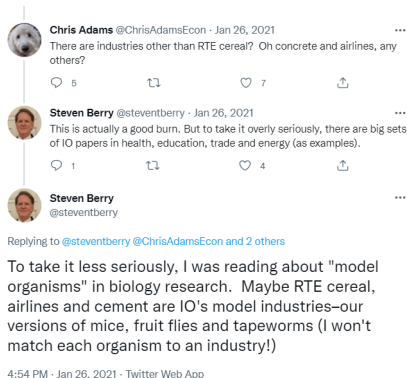 Chris Adams @ChrisAdamsEcon · Jan 26, 2021
There are industries other than RTE cereal? Oh concrete and airlines, any
others?
5 7
Steven Berry @steventberry · Jan 26, 2021
This is actually a good burn. But to take it overly seriously, there are big sets
of IO papers in health, education, trade and energy (as examples).
1 4
Steven Berry
@steventberry
Replying to @steventberry @ChrisAdamsEcon and 2 others
To take it less seriously, I was reading about "model
organisms" in biology research. Maybe RTE cereal,
airlines and cement are IO's model industries–our
versions of mice, fruit flies and tapeworms (I won't
match each organism to an industry!)
4:54 PM · Jan 26, 2021 · Twitter Web App